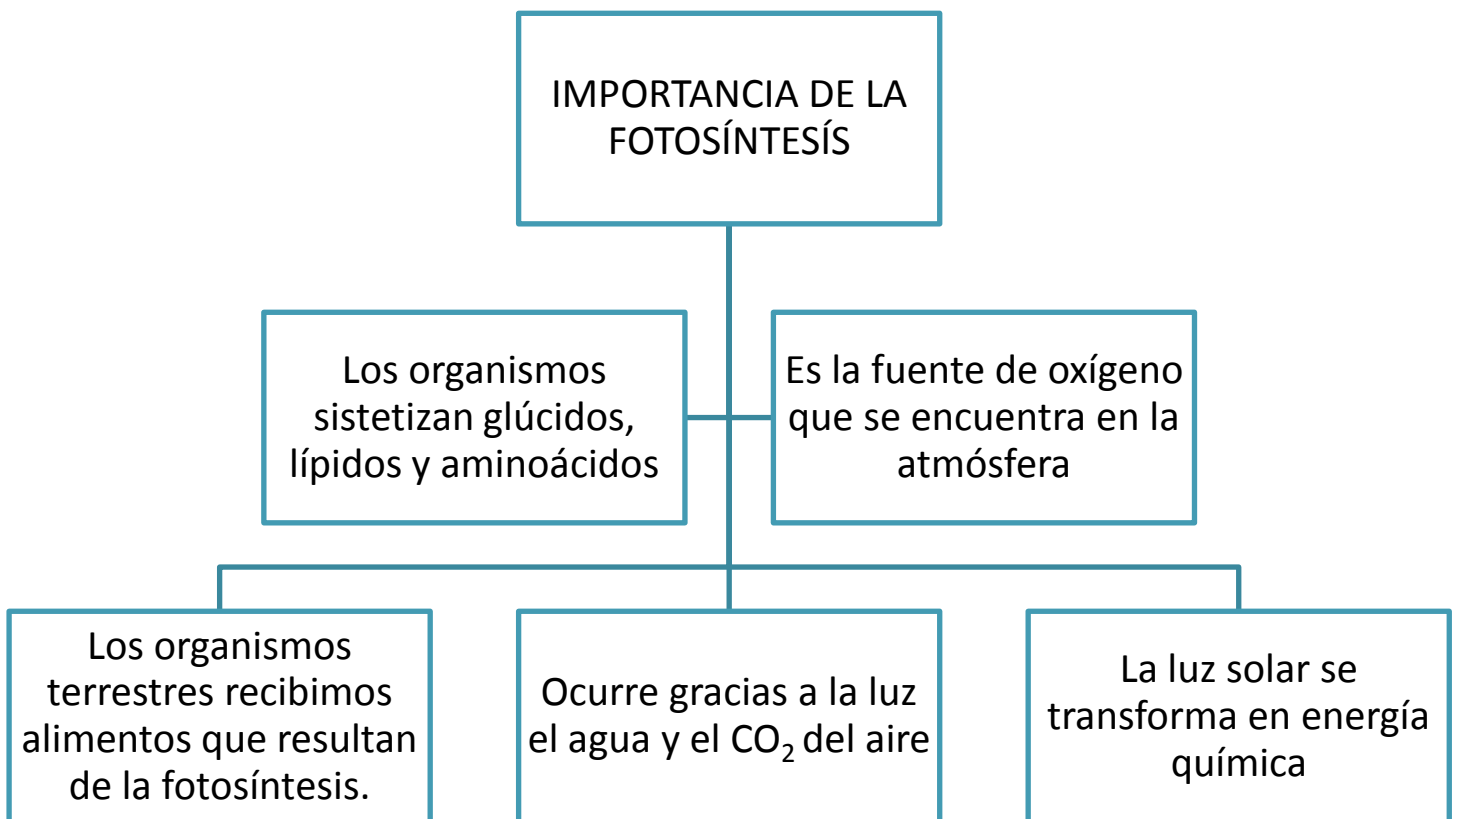 IMPORTANCIA DE LA
FOTOSÍNTESÍS
Los organismos
sistetizan glúcidos,
lípidos y aminoácidos
Es la fuente de oxígeno
que se encuentra en la
atmósfera
Los organismos
terrestres recibimos
alimentos que resultan
de la fotosíntesis.
Ocurre gracias a la luz
el agua y el CO₂ del aire
La luz solar se
transforma en energía
química